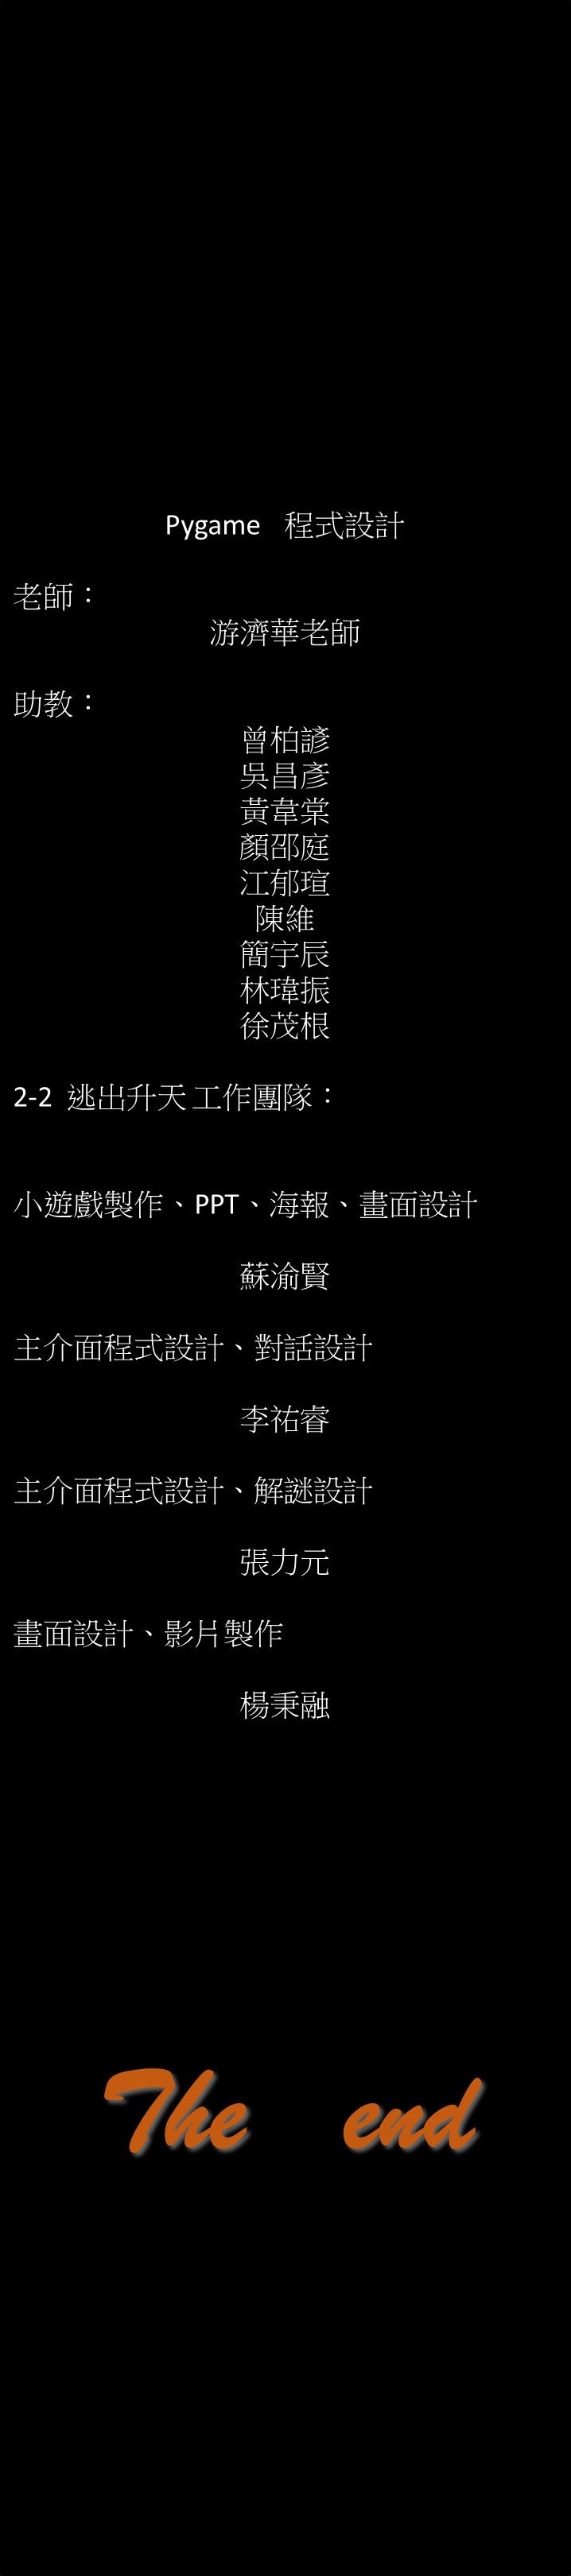 Pygame 程式設計
老師：
游濟華老師
助教：
曾柏諺
吳昌彥
黃韋棠
顏邵庭
江郁瑄
陳維
簡宇辰
林瑋振
徐茂根
2-2 逃出升天 工作團隊：
小遊戲製作、PPT、海報、畫面設計
蘇渝賢
主介面程式設計、對話設計
李祐睿
主介面程式設計、解謎設計
張力元
畫面設計、影片製作
楊秉融
The end